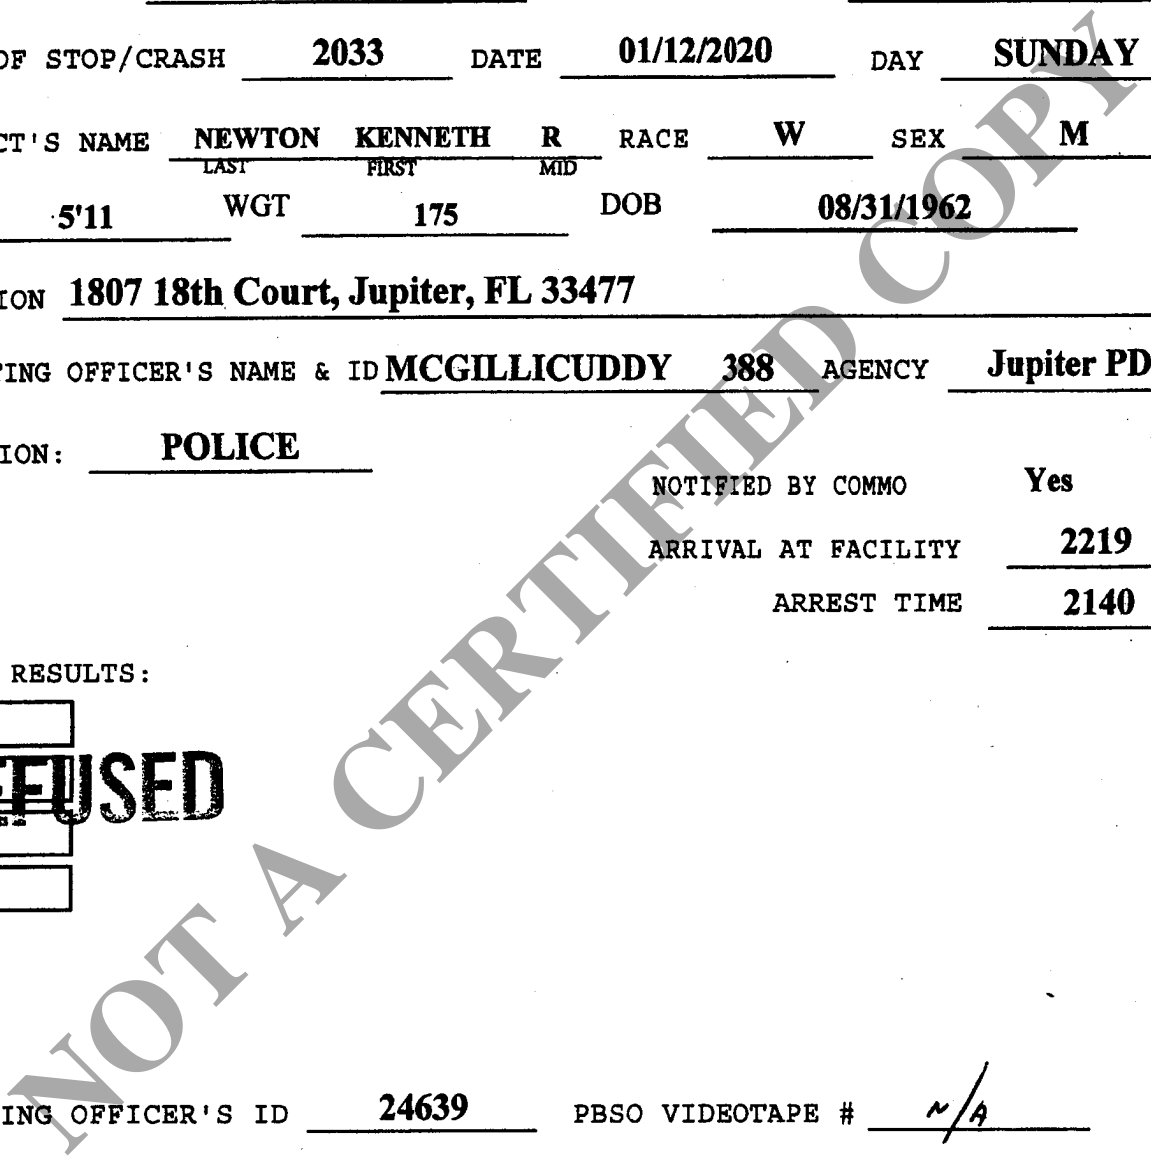 OF STOP/CRASH 2033 DATE 01/12/2020 DAY SUNDAY
CT'S NAME NEWTON KENNETH R RACE W SEX M
LAST FIRST MID
5'11 WGT 175 DOB 08/31/1962
ION 1807 18th Court, Jupiter, FL 33477
TING OFFICER'S NAME & ID MCGILLICUDDY 388 AGENCY Jupiter PD
ION: POLICE
NOTIFIED BY COMMO Yes
ARRIVAL AT FACILITY 2219
ARREST TIME 2140
RESULTS:
EFUSED
NOT A CERTIFIED COPY
ING OFFICER'S ID 24639 PBSO VIDEOTAPE # N/A